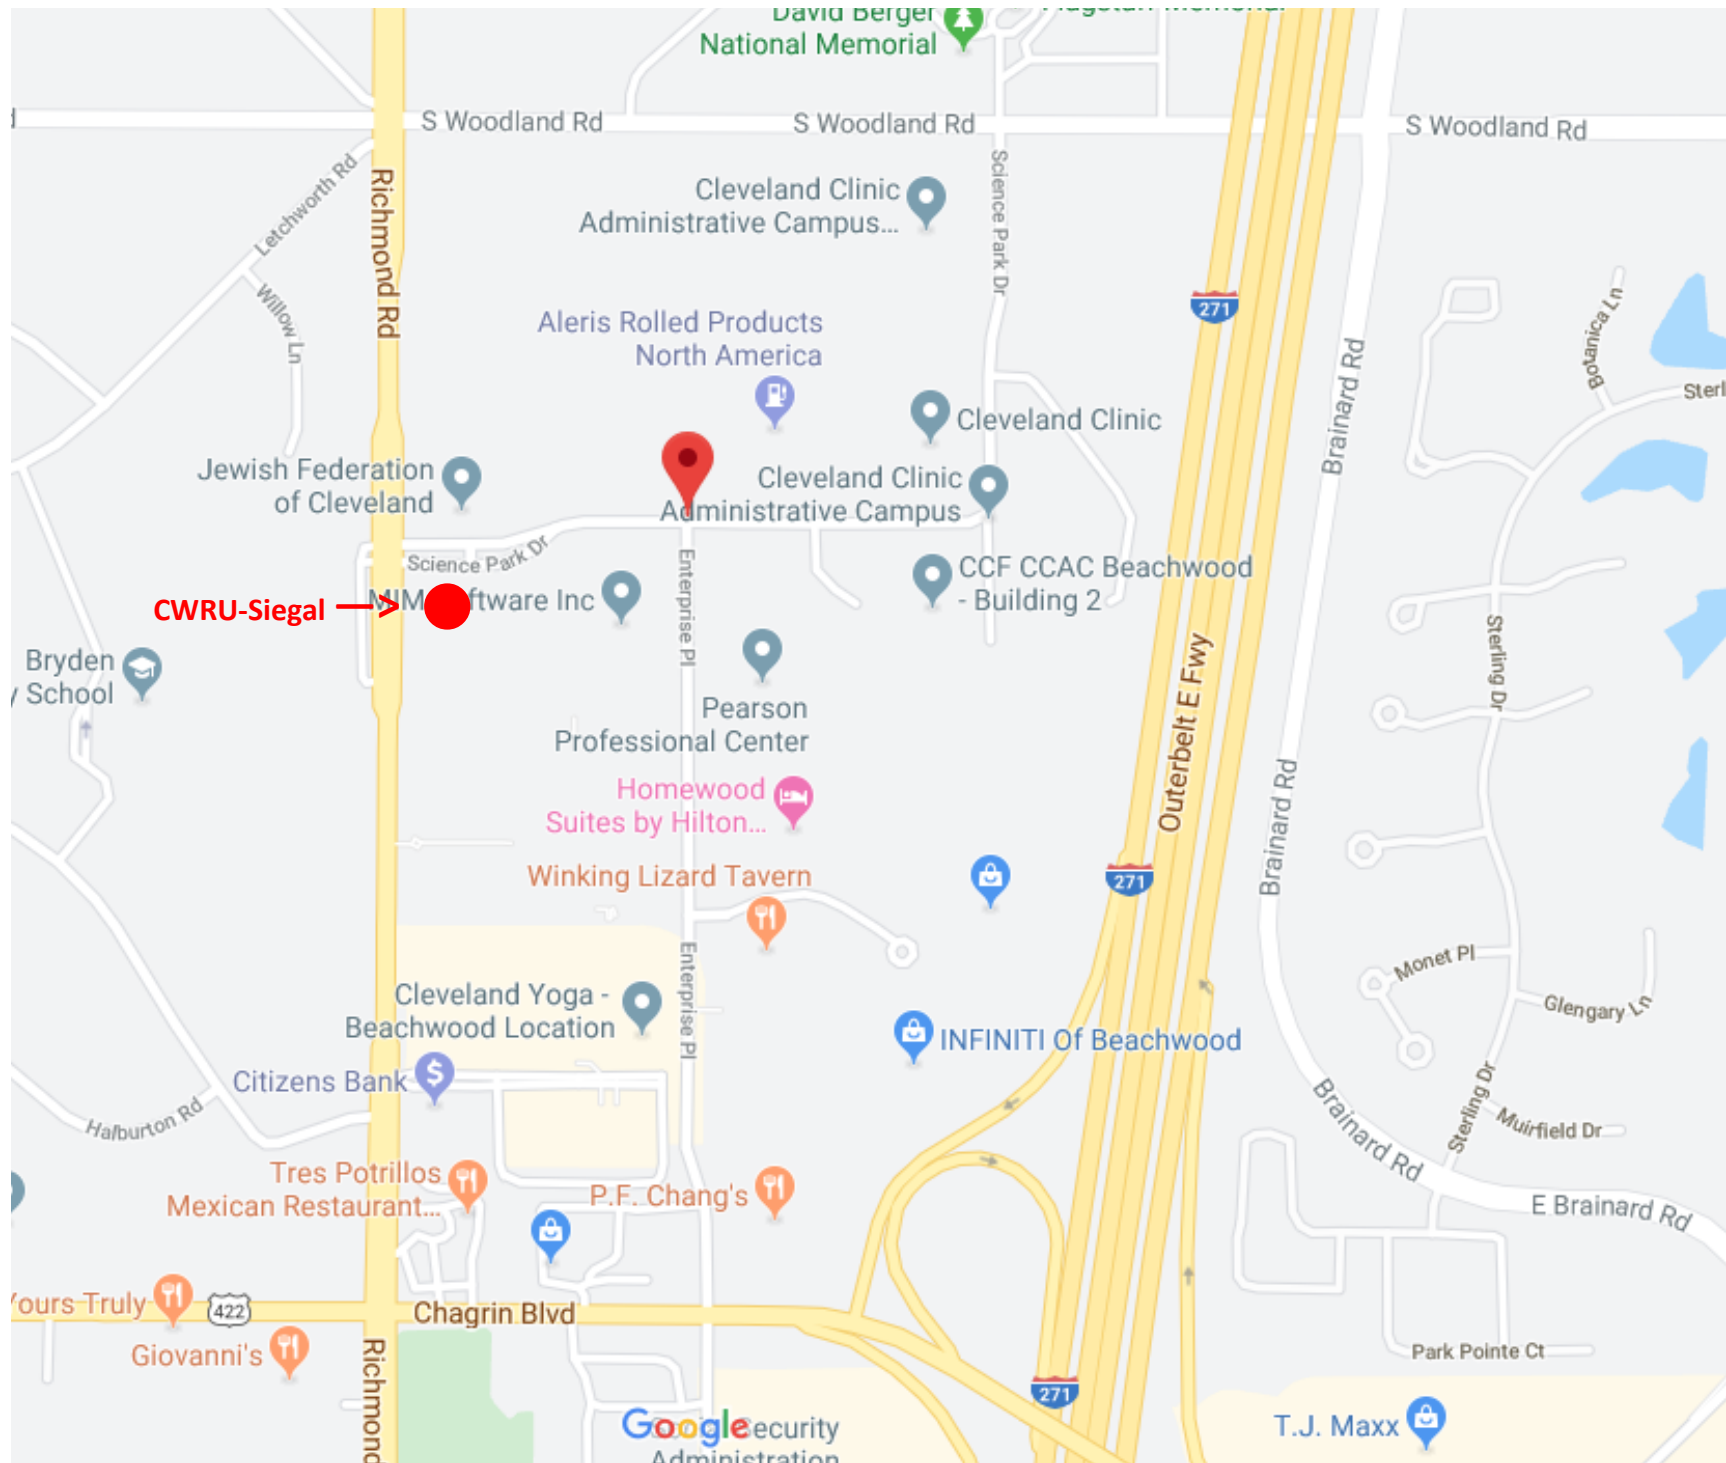 David Berger
National Memorial
S Woodland Rd
S Woodland Rd
S Woodland Rd
Letchworth Rd
Richmond Rd
Science Park Dr
Cleveland Clinic
Administrative Campus...
Willow Ln
271
Botanica Ln
Aleris Rolled Products
North America
Brainard Rd
Cleveland Clinic
Jewish Federation
of Cleveland
Cleveland Clinic
Administrative Campus
Science Park Dr
Enterprise Pl
CCF CCAC Beachwood
- Building 2
CWRU-Siegal
Software Inc
Bryden
School
Sterling Dr
Outerbelt E Fwy
Pearson
Professional Center
Homewood
Suites by Hilton...
Brainard Rd
Winking Lizard Tavern
271
Enterprise Pl
Monet Pl
Glengary Ln
Cleveland Yoga -
Beachwood Location
INFINITI Of Beachwood
Citizens Bank
Halburton Rd
Brainard Rd
Sterling Dr
Muirfield Dr
Tres Potrillos
Mexican Restaurant...
P.F. Chang's
E Brainard Rd
Yours Truly
422
Chagrin Blvd
Giovanni's
Richmond
Park Pointe Ct
271
T.J. Maxx
Google
Security
Administration